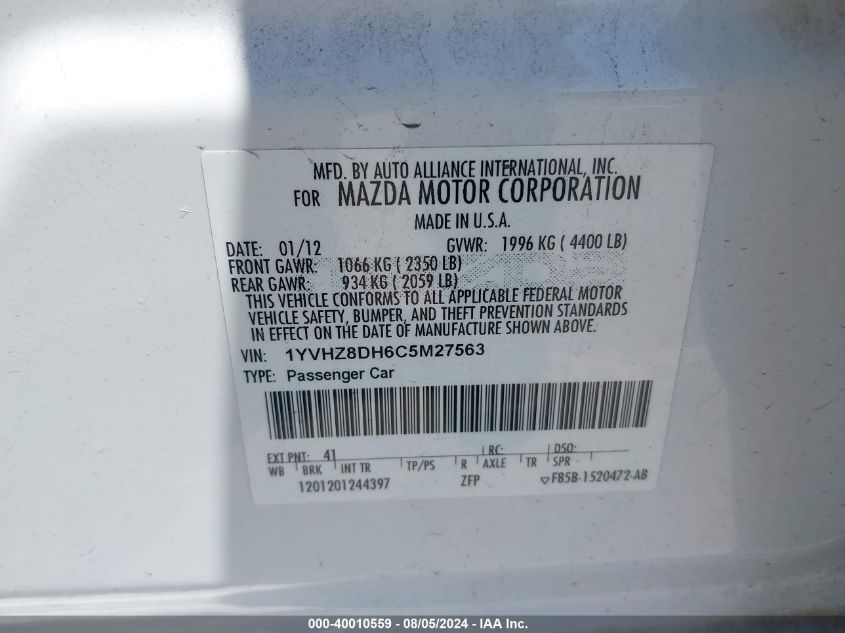 MFD. BY AUTO ALLIANCE INTERNATIONAL, INC.
FOR MAZDA MOTOR CORPORATION
MADE IN U.S.A.
DATE: 01/12 GVWR: 1996 KG ( 4400 LB)
FRONT GAWR: 1066 KG ( 2350 LB)
REAR GAWR: 934 KG ( 2059 LB)
THIS VEHICLE CONFORMS TO ALL APPLICABLE FEDERAL MOTOR
VEHICLE SAFETY, BUMPER, AND THEFT PREVENTION STANDARDS
IN EFFECT ON THE DATE OF MANUFACTURE SHOWN ABOVE.
VIN: 1YVHZ8DH6C5M27563
TYPE: Passenger Car
EXT PNT: 41 RC: DSO:
WB BRK INT TR TP/PS R AXLE TR SPR
1201201244397 ZFP F85B-1520472-AB
000-40010559 - 08/05/2024 - IAA Inc.